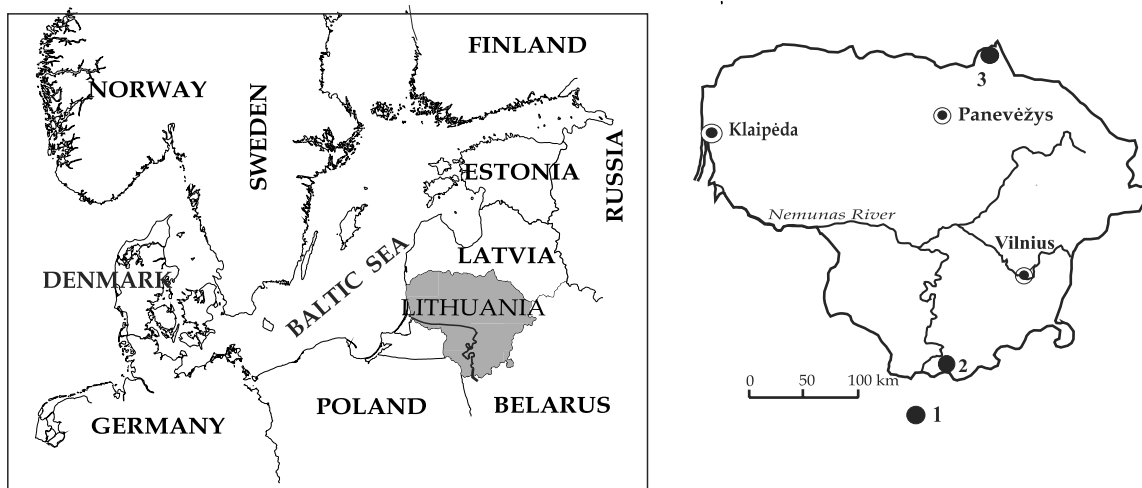 FINLAND
NORWAY
SWEDEN
RUSSIA
ESTONIA
LATVIA
DENMARK
BALTIC SEA
LITHUANIA
POLAND
BELARUS
GERMANY
3
Panevėžys
Klaipėda
Nemunas River
Vilnius
2
0 50 100 km
1